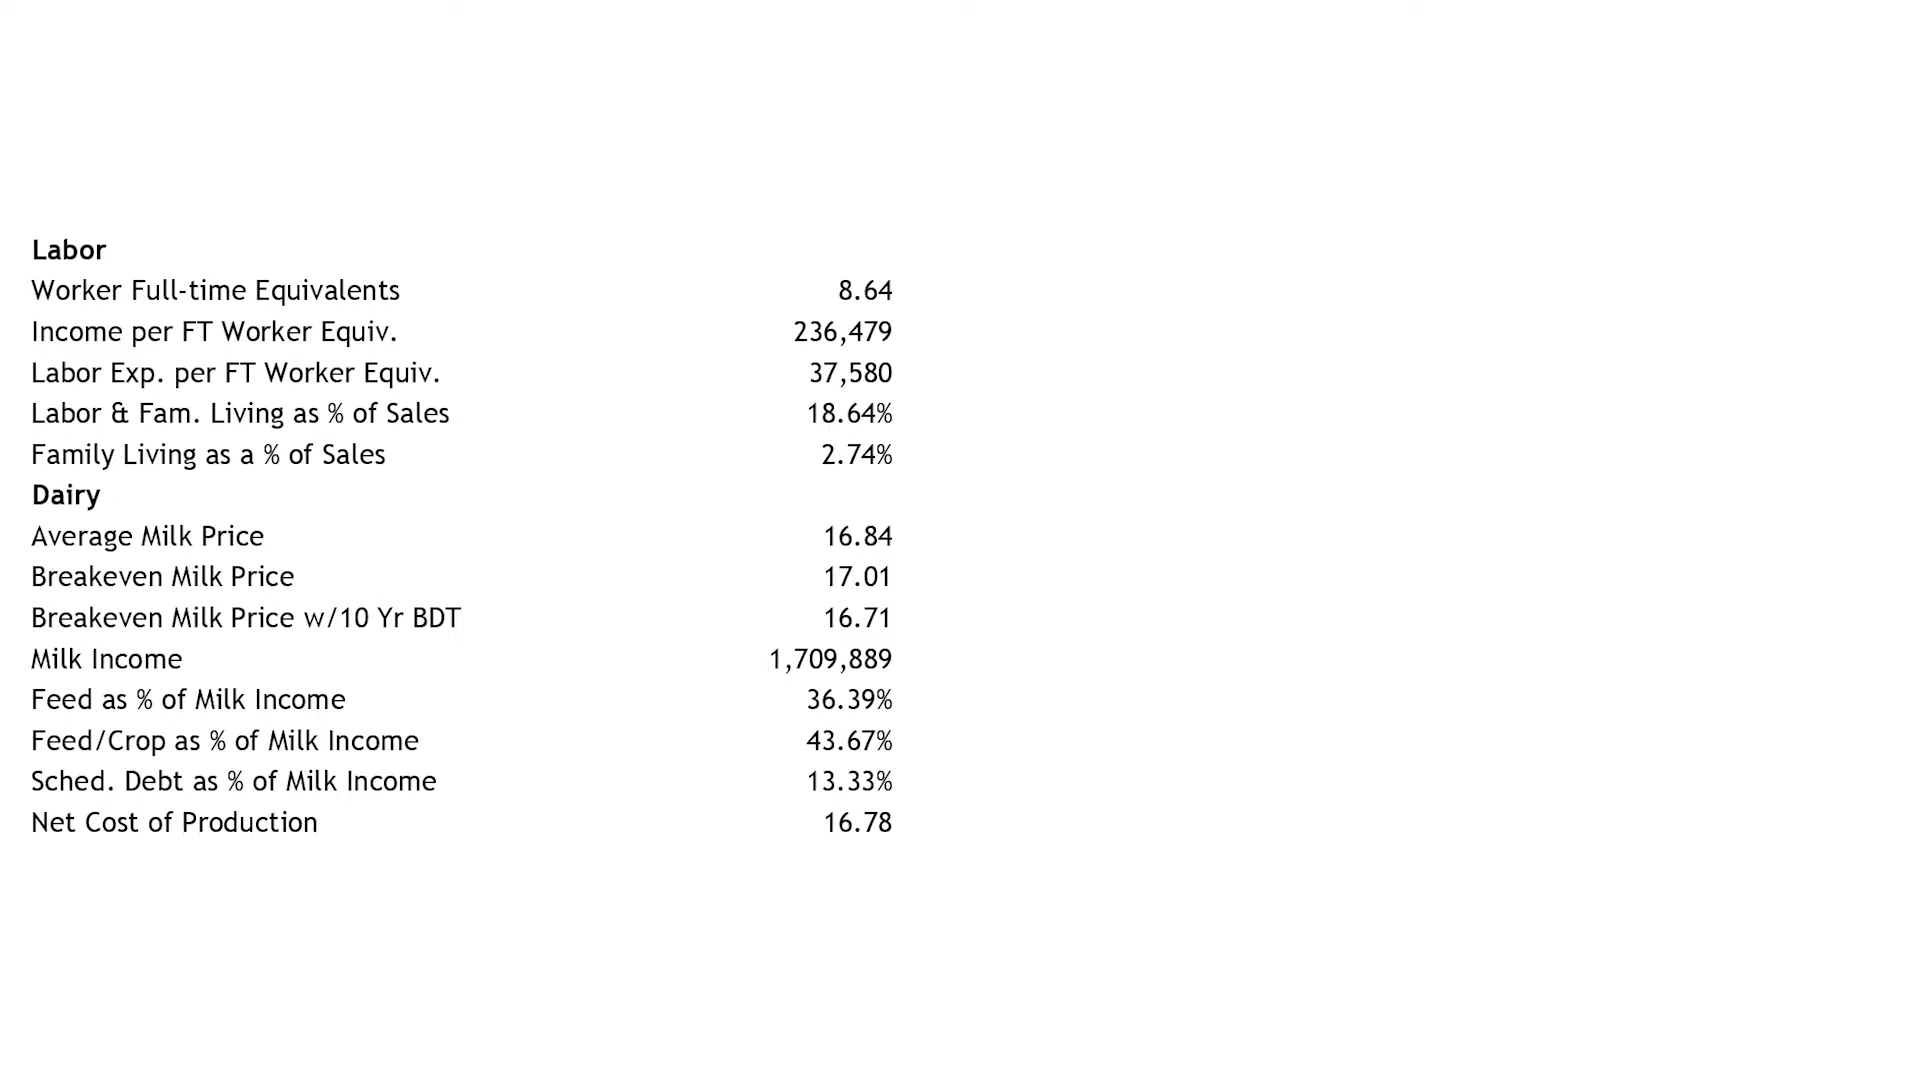 Labor
Worker Full-time Equivalents 8.64
Income per FT Worker Equiv. 236,479
Labor Exp. per FT Worker Equiv. 37,580
Labor & Fam. Living as % of Sales 18.64%
Family Living as a % of Sales 2.74%
Dairy
Average Milk Price 16.84
Breakeven Milk Price 17.01
Breakeven Milk Price w/10 Yr BDT 16.71
Milk Income 1,709,889
Feed as % of Milk Income 36.39%
Feed/Crop as % of Milk Income 43.67%
Sched. Debt as % of Milk Income 13.33%
Net Cost of Production 16.78